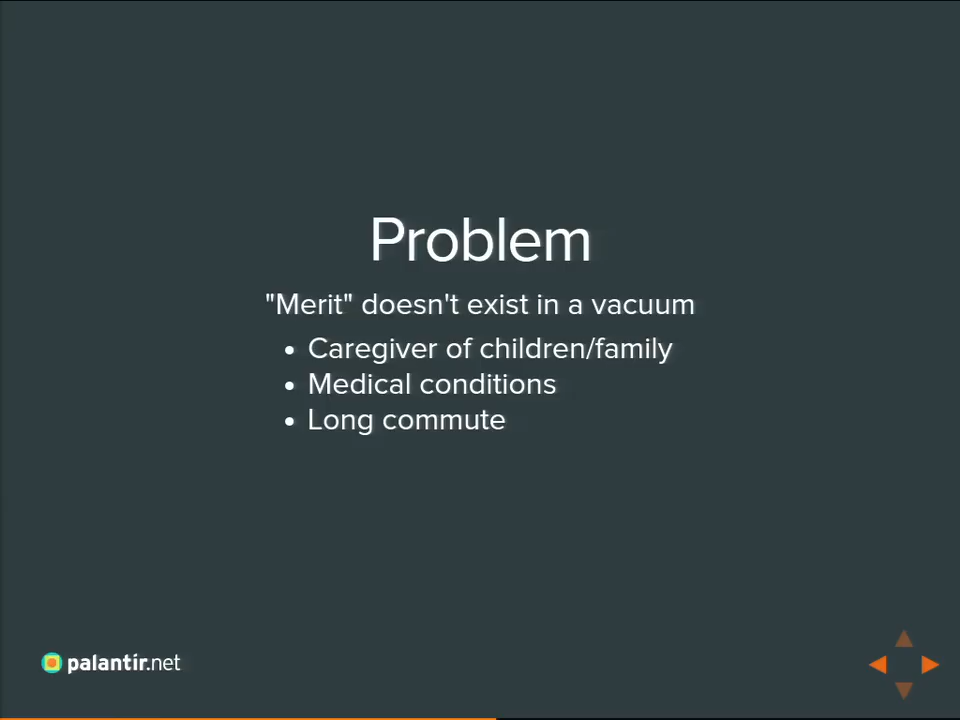 Problem
"Merit" doesn't exist in a vacuum
• Caregiver of children/family
• Medical conditions
• Long commute
palantir.net